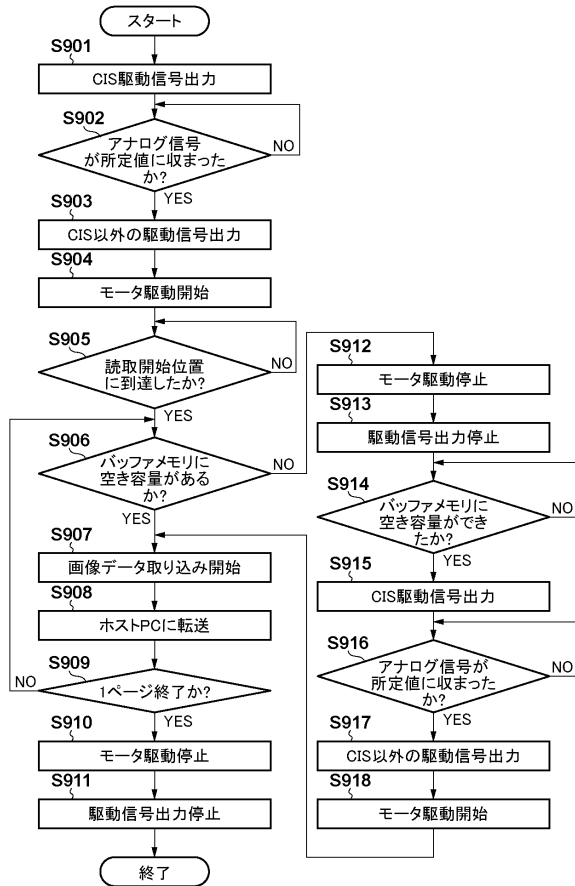 スタート
S901
CIS駆動信号出力
S902
アナログ信号
が所定値に収まった
か?
NO
YES
S903
CIS以外の駆動信号出力
S904
モータ駆動開始
S905
読取開始位置
に到達したか?
NO
YES
S906
バッファメモリに
空き容量がある
か?
NO
YES
S907
画像データ取り込み開始
S908
ホストPCに転送
S909
NO
1ページ終了か?
YES
S910
モータ駆動停止
S911
駆動信号出力停止
終了
S912
モータ駆動停止
S913
駆動信号出力停止
S914
バッファメモリに
空き容量ができ
たか?
NO
YES
S915
CIS駆動信号出力
S916
アナログ信号が
所定値に収まった
か?
NO
YES
S917
CIS以外の駆動信号出力
S918
モータ駆動開始